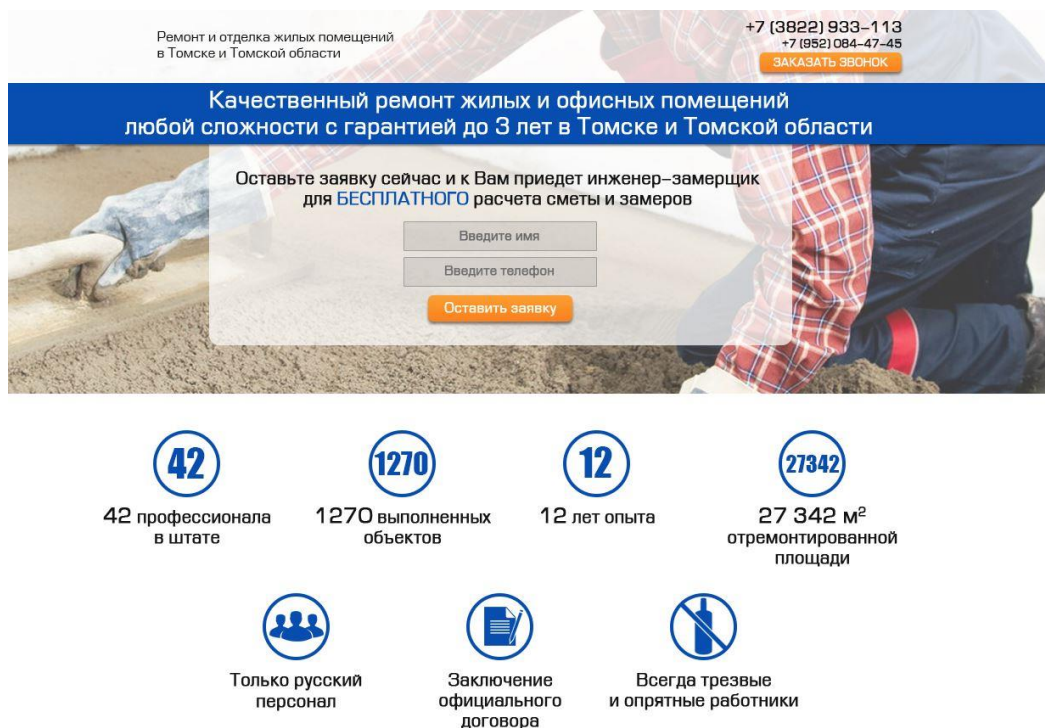 Ремонт и отделка жилых помещений
в Томске и Томской области
+7 (3822) 933-113
+7 (952) 084-47-45
ЗАКАЗАТЬ ЗВОНОК
Качественный ремонт жилых и офисных помещений
любой сложности с гарантией до 3 лет в Томске и Томской области
Оставьте заявку сейчас и к Вам приедет инженер-замерщик
для БЕСПЛАТНОГО расчета сметы и замеров
Введите имя
Введите телефон
Оставить заявку
42
1270
12
27342
42 профессионала
в штате
1270 выполненных
объектов
12 лет опыта
27 342 м²
отремонтированной
площади
Только русский
персонал
Заключение
официального
договора
Всегда трезвые
и опрятные работники